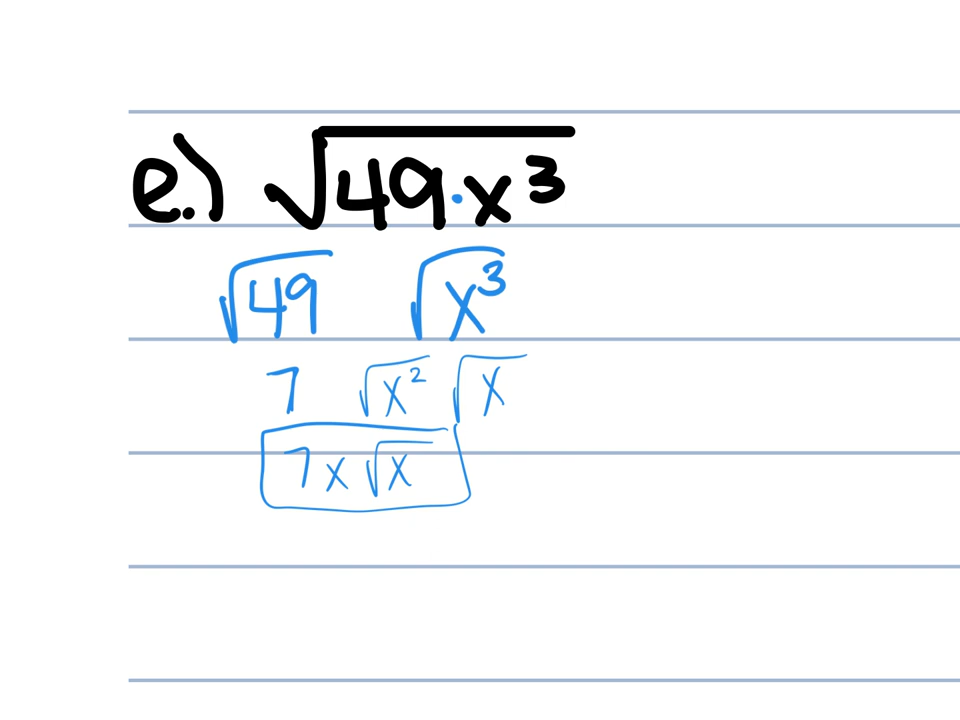 e.) √49·x³
√49 √x³
7 √x² √x
7x√x